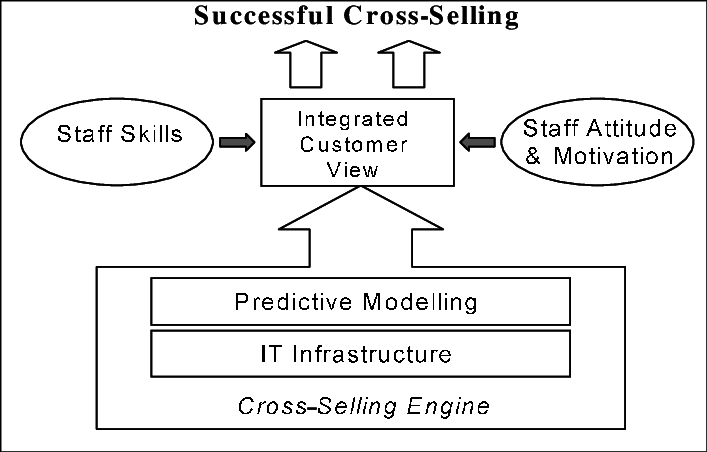 Successful Cross-Selling
Staff Skills
Integrated
Customer
View
Staff Attitude
& Motivation
Predictive Modelling
IT Infrastructure
Cross–Selling Engine